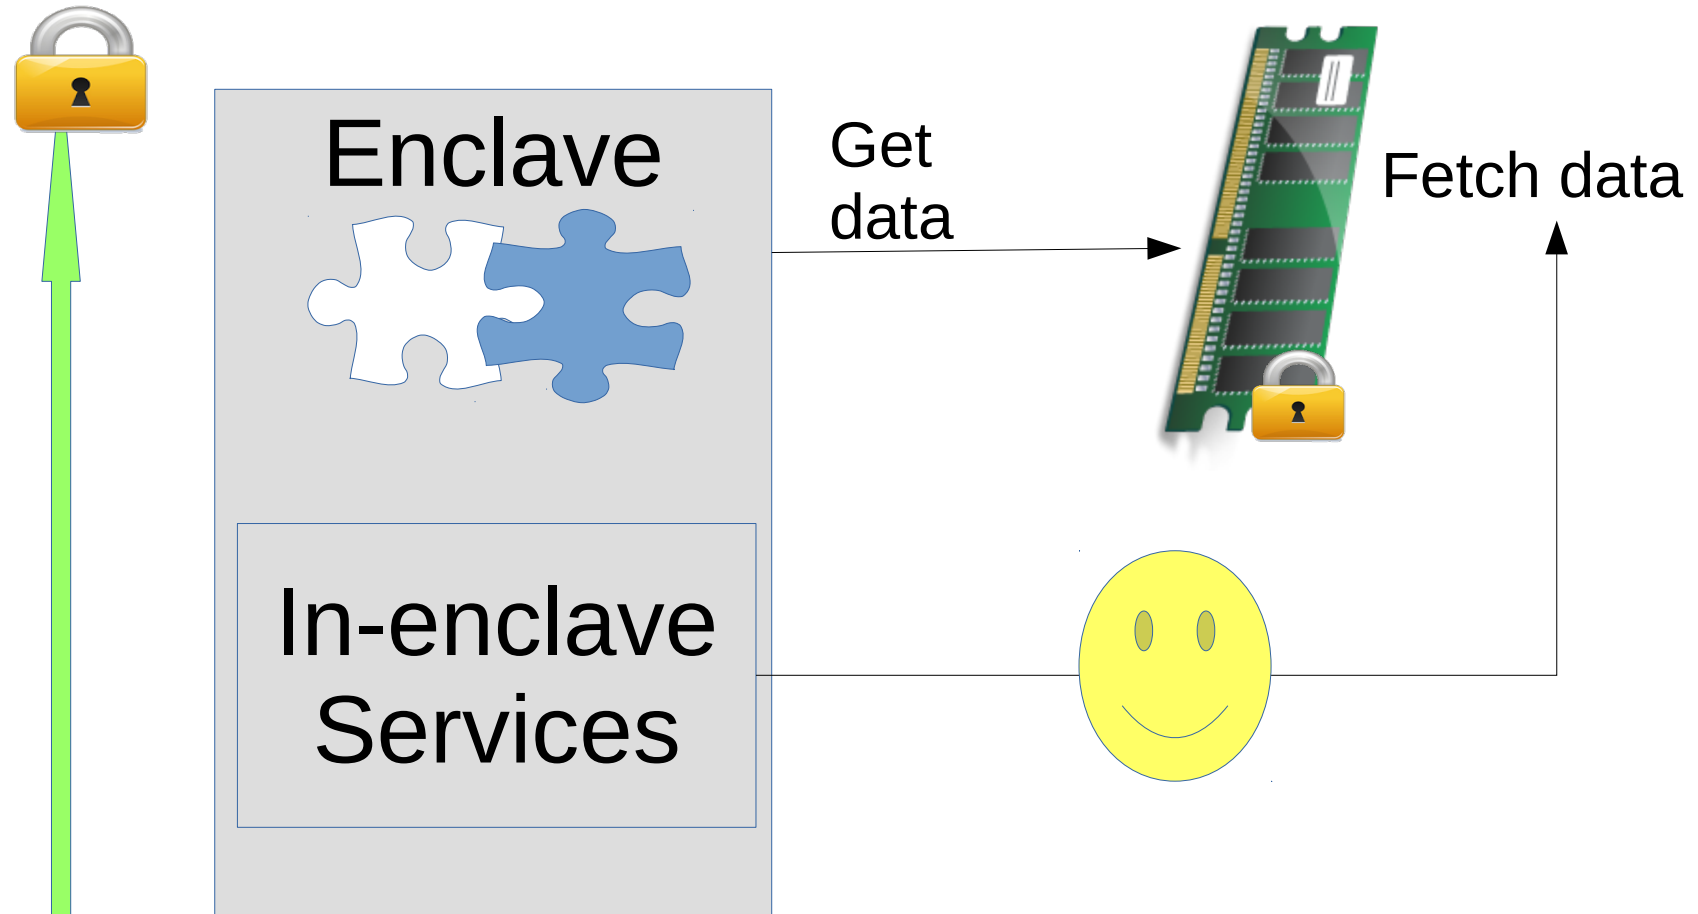 Enclave
Get
data
Fetch data
In-enclave
Services